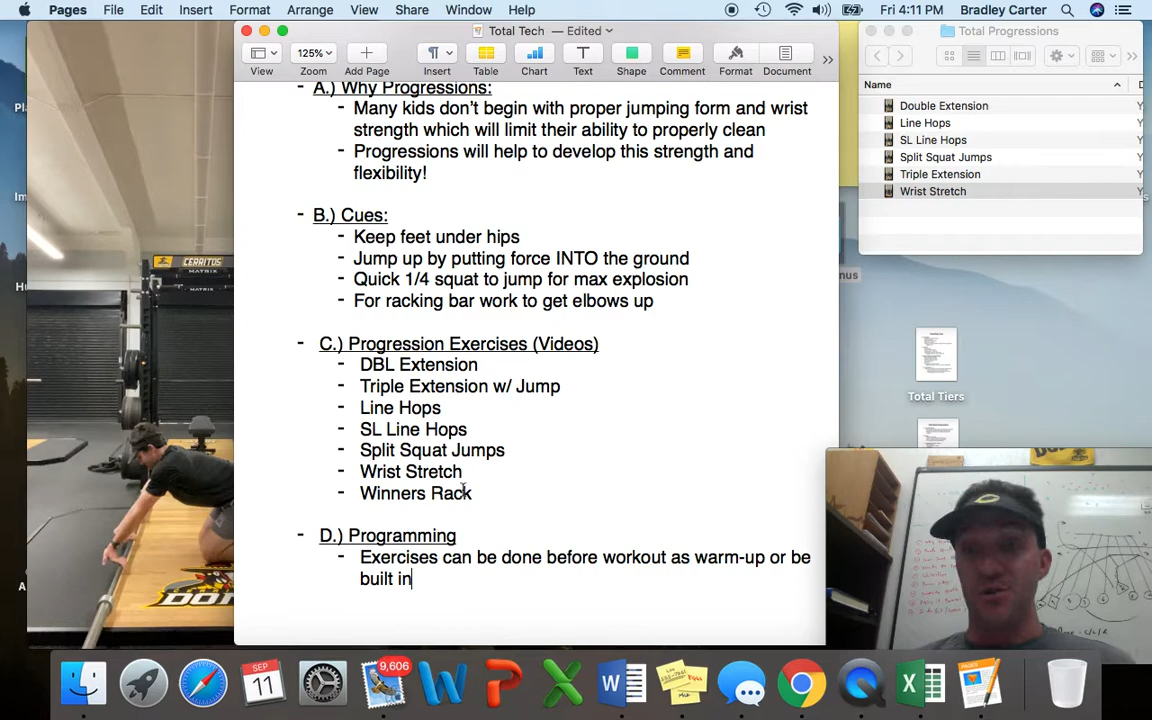 Pages File Edit Insert Format Arrange View Share Window Help Fri 4:11 PM Bradley Carter
Total Tech — Edited
Total Progressions
125%
View Zoom Add Page Insert Table Chart Text Shape Comment Format Document
Name
Double Extension
Line Hops
SL Line Hops
Split Squat Jumps
Triple Extension
Wrist Stretch
- A.) Why Progressions:
- Many kids don't begin with proper jumping form and wrist
strength which will limit their ability to properly clean
- Progressions will help to develop this strength and
flexibility!
- B.) Cues:
- Keep feet under hips
- Jump up by putting force INTO the ground
- Quick 1/4 squat to jump for max explosion
- For racking bar work to get elbows up
- C.) Progression Exercises (Videos)
- DBL Extension
- Triple Extension w/ Jump
- Line Hops
- SL Line Hops
- Split Squat Jumps
- Wrist Stretch
- Winners Rack
- D.) Programming
- Exercises can be done before workout as warm-up or be
built in
CERRITOS
MATRIX
Total Tiers
SEP
11
9,606
PAGES